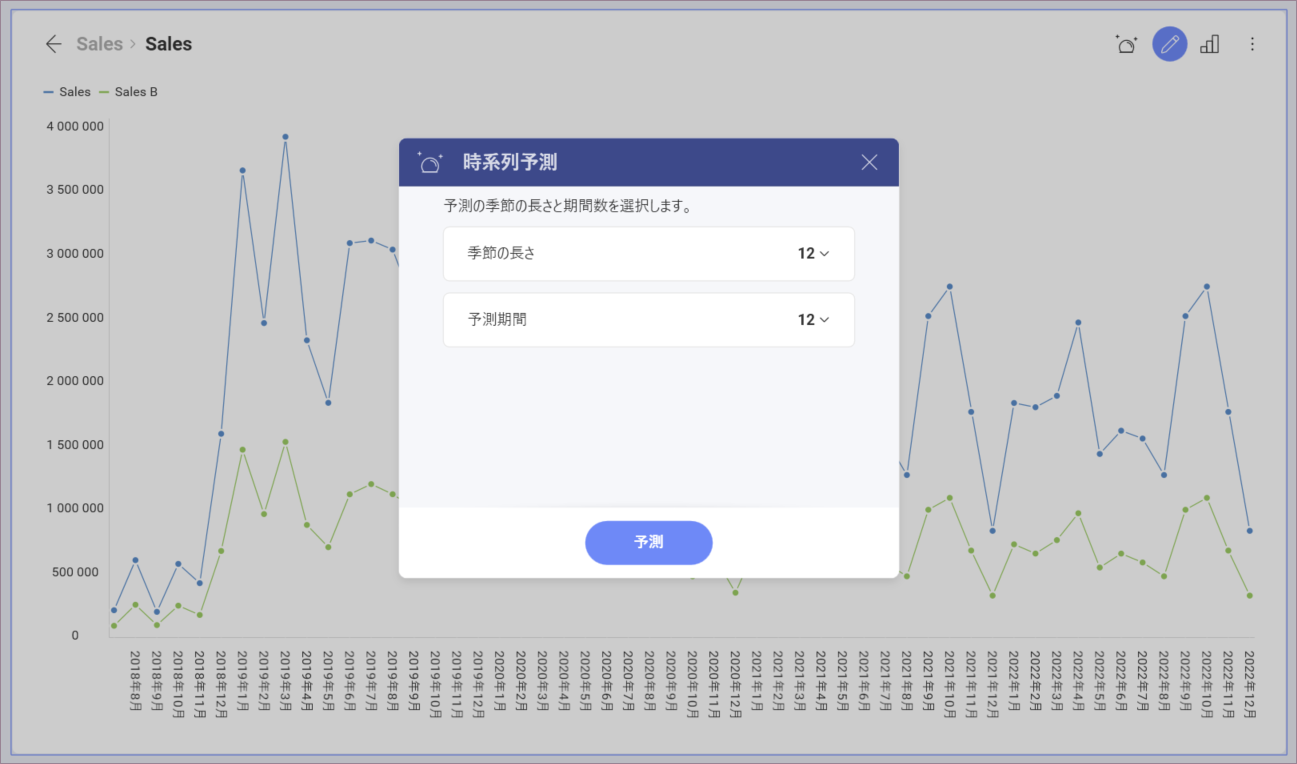 Sales › Sales
Sales Sales B
4 000 000
3 500 000
3 000 000
2 500 000
2 000 000
1 500 000
1 000 000
500 000
0
時系列予測
予測の季節の長さと期間数を選択します。
季節の長さ 12
予測期間 12
予測
2018年8月
2018年9月
2018年10月
2018年11月
2018年12月
2019年1月
2019年2月
2019年3月
2019年4月
2019年5月
2019年6月
2019年7月
2019年8月
2019年9月
2019年10月
2019年11月
2019年12月
2020年1月
2020年2月
2020年3月
2020年4月
2020年5月
2020年6月
2020年7月
2020年8月
2020年9月
2020年10月
2020年11月
2020年12月
2021年1月
2021年2月
2021年3月
2021年4月
2021年5月
2021年6月
2021年7月
2021年8月
2021年9月
2021年10月
2021年11月
2021年12月
2022年1月
2022年2月
2022年3月
2022年4月
2022年5月
2022年6月
2022年7月
2022年8月
2022年9月
2022年10月
2022年11月
2022年12月